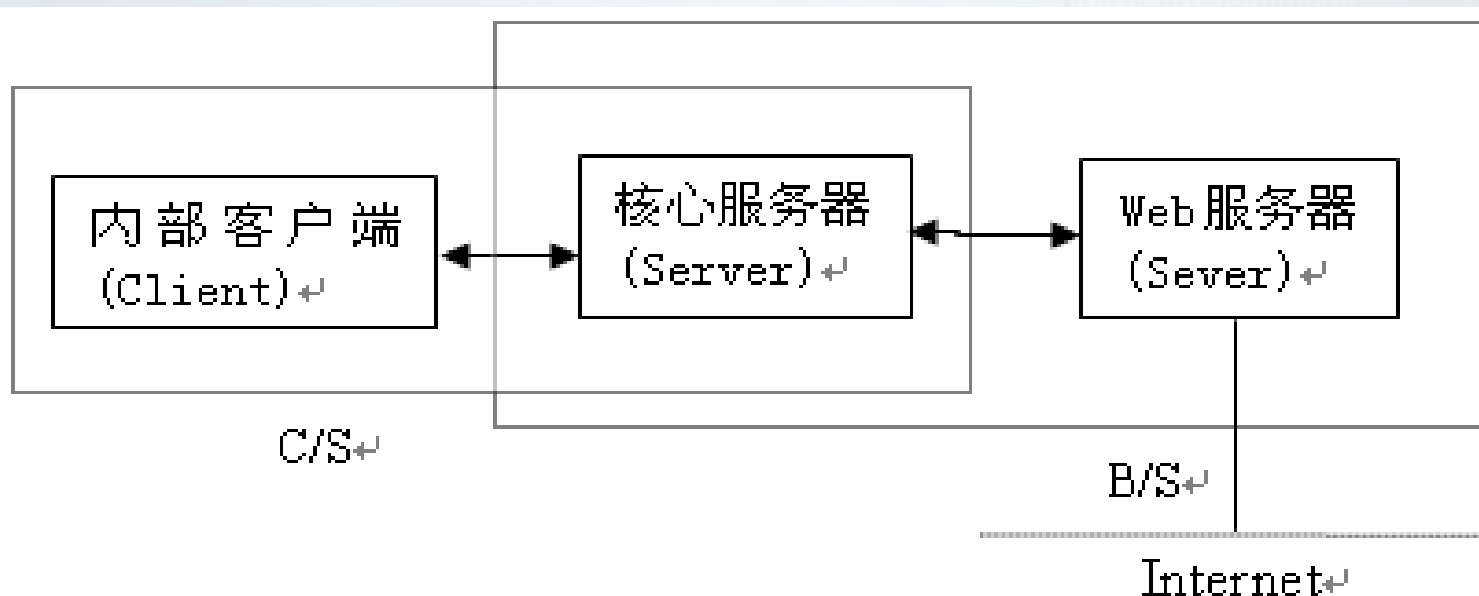 内部客户端
(Client)↵
核心服务器
(Server)↵
Web服务器
(Sever)↵
C/S↵
B/S↵
Internet↵